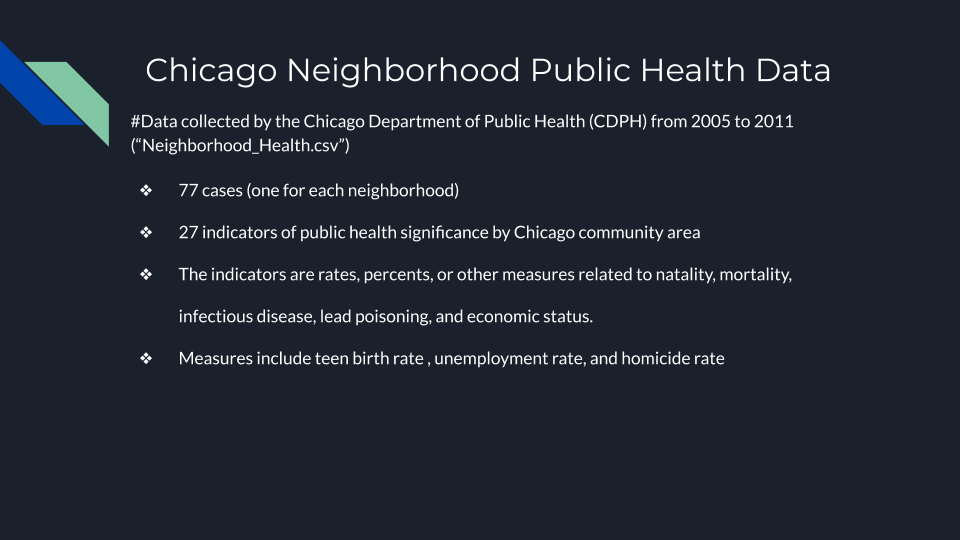 Chicago Neighborhood Public Health Data
#Data collected by the Chicago Department of Public Health (CDPH) from 2005 to 2011
(“Neighborhood_Health.csv”)
❖ 77 cases (one for each neighborhood)
❖ 27 indicators of public health significance by Chicago community area
❖ The indicators are rates, percents, or other measures related to natality, mortality,
infectious disease, lead poisoning, and economic status.
❖ Measures include teen birth rate , unemployment rate, and homicide rate